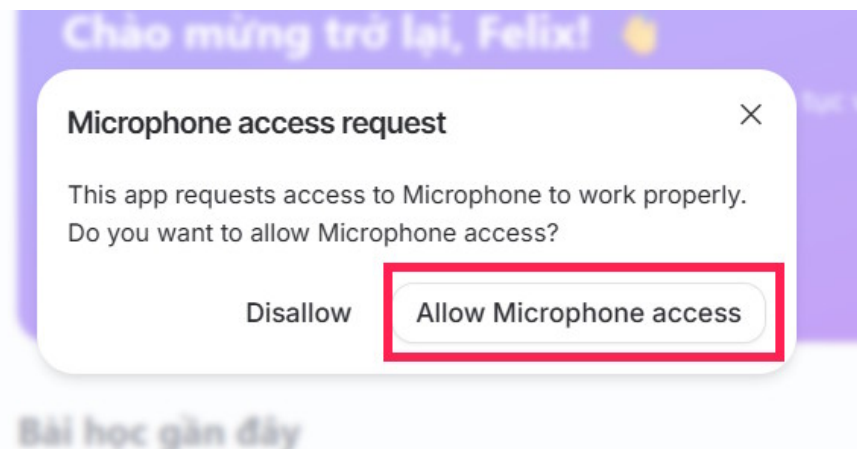 Chào mừng trở lại, Felix! 👋
Microphone access request
tục
This app requests access to Microphone to work properly.
Do you want to allow Microphone access?
Disallow
Allow Microphone access
Bài học gần đây